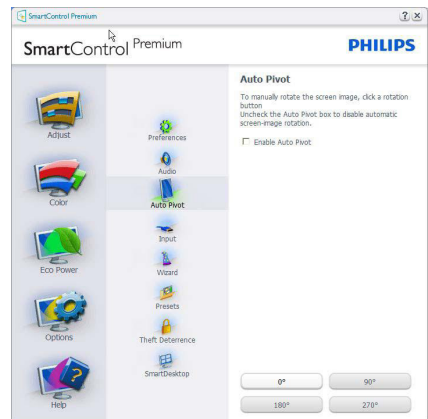 SmartControl Premium
SmartControl Premium
PHILIPS
Adjust
Color
Eco Power
Options
Help
Preferences
Audio
Auto Pivot
Input
Wizard
Presets
Theft Deterrence
SmartDesktop
Auto Pivot
To manually rotate the screen image, click a rotation
button
Uncheck the Auto Pivot box to disable automatic
screen-image rotation.
Enable Auto Pivot
0°
90°
180°
270°